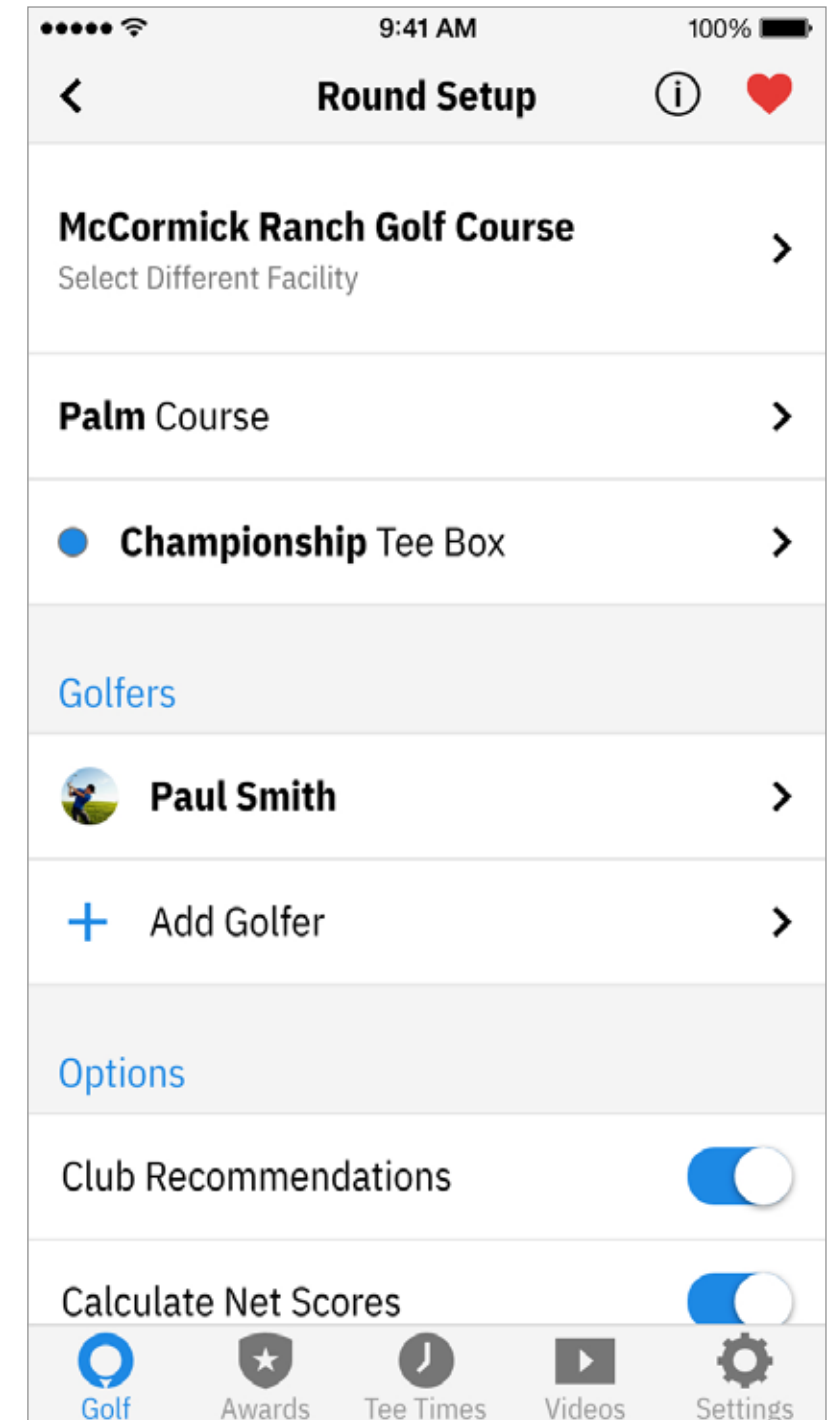 9:41 AM 100%
Round Setup
McCormick Ranch Golf Course
Select Different Facility
Palm Course
Championship Tee Box
Golfers
Paul Smith
Add Golfer
Options
Club Recommendations
Calculate Net Scores
Golf Awards Tee Times Videos Settings